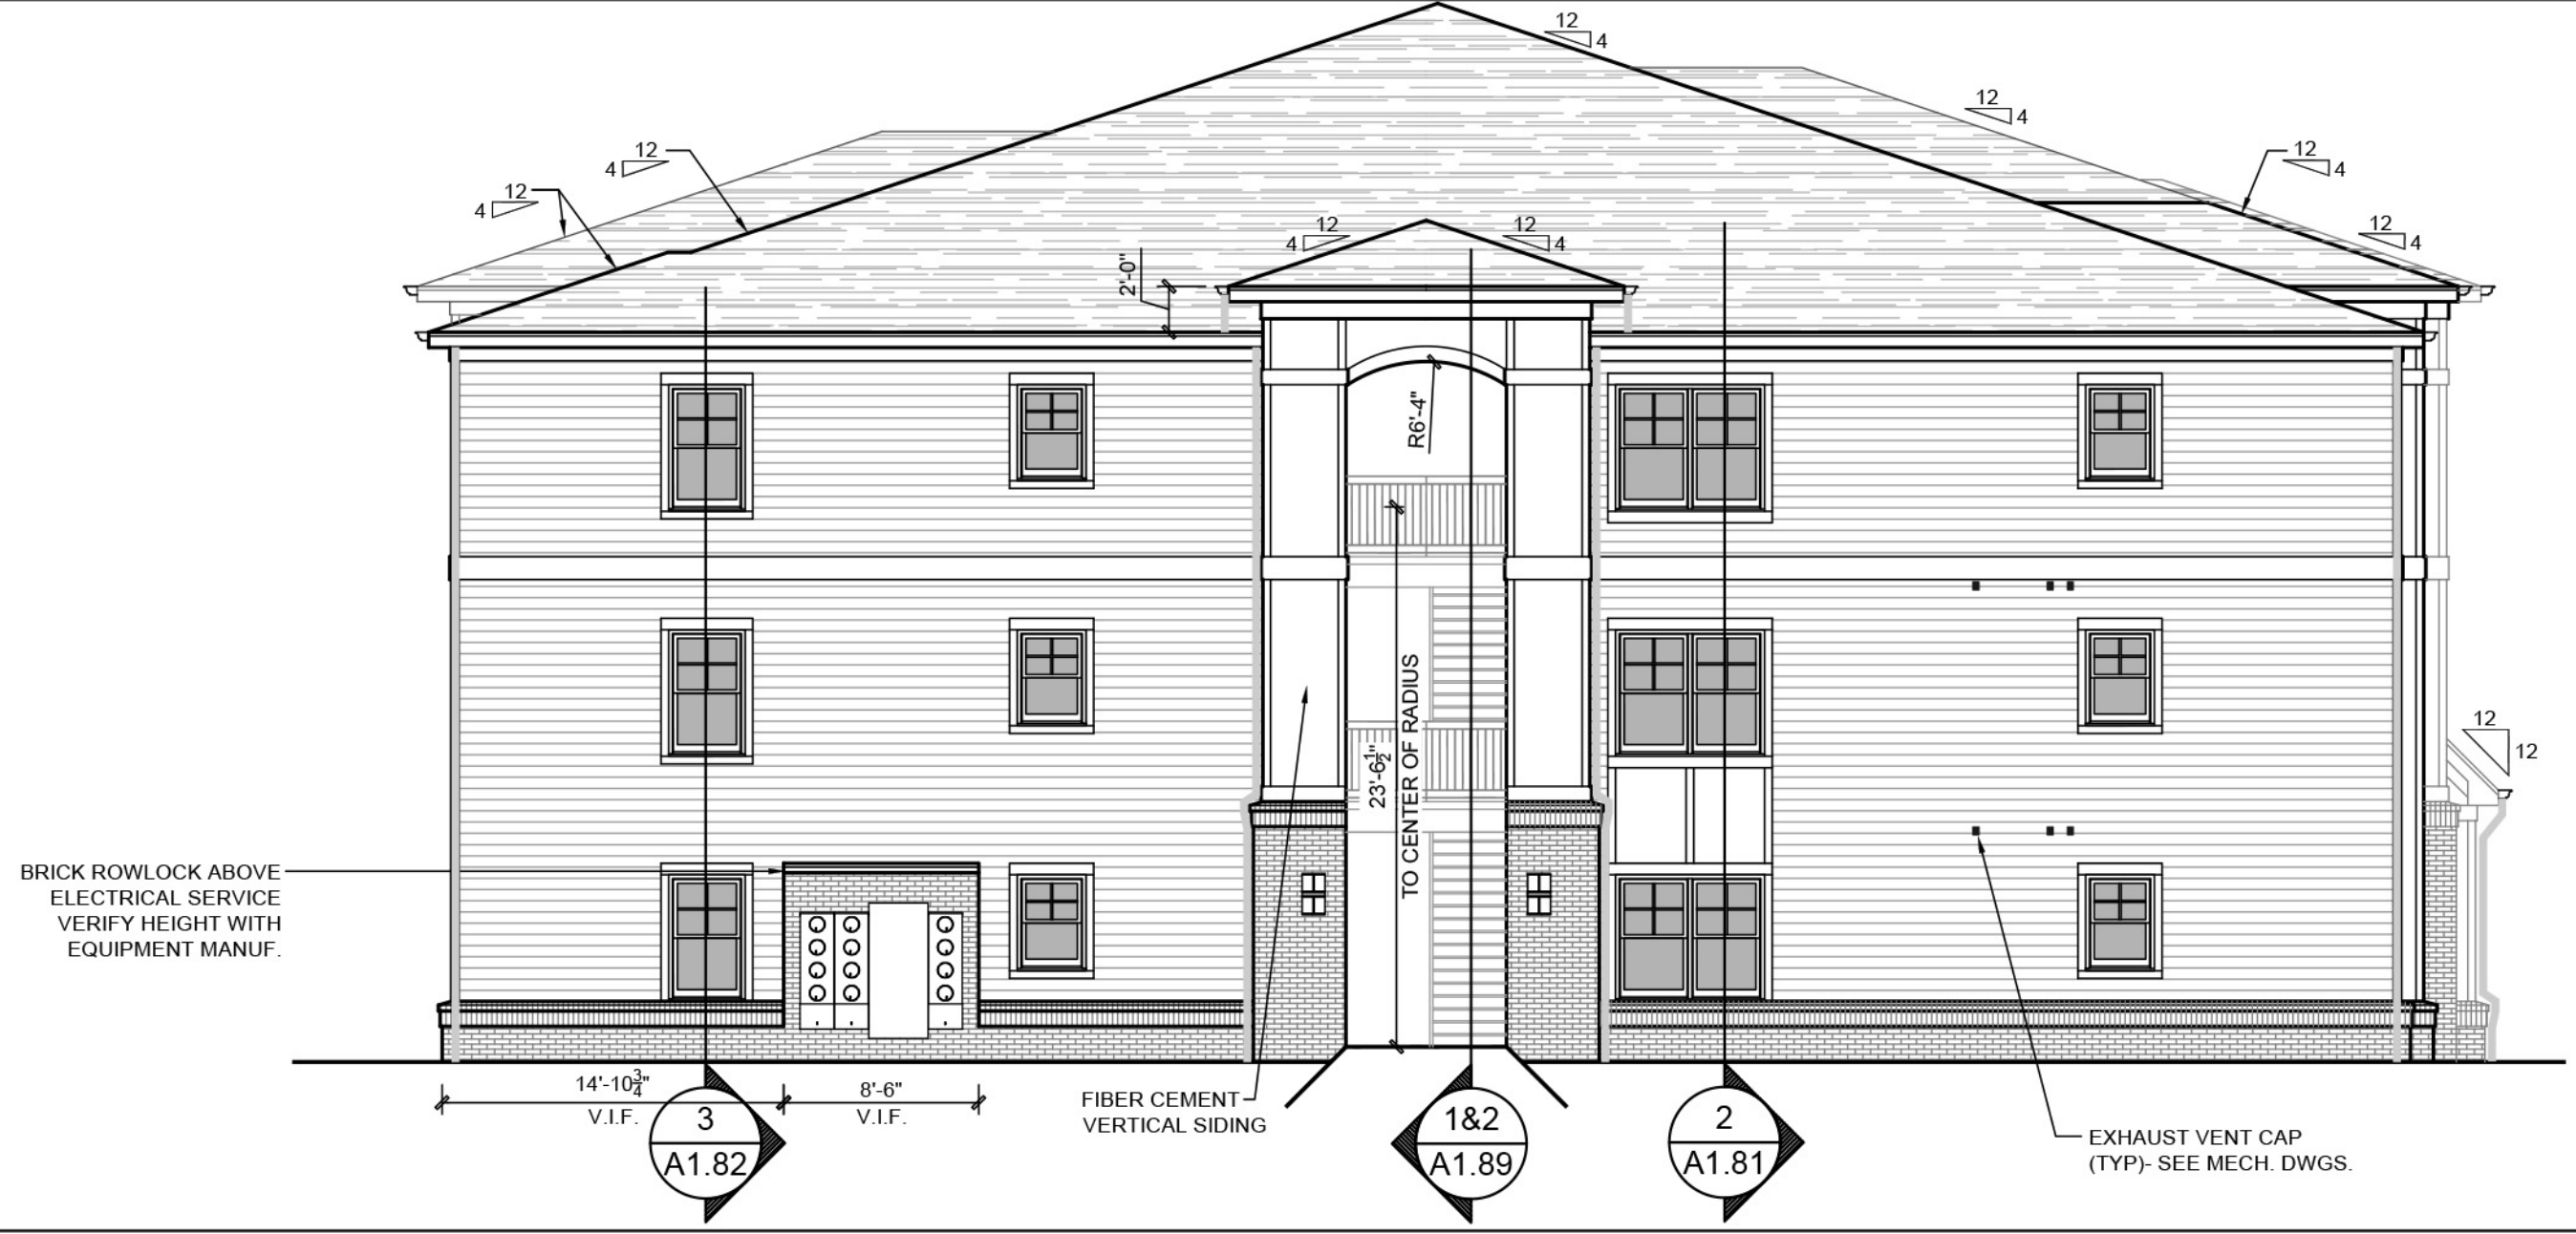 12
4
12
4
12
4
12
4
12
4
12
4
12
4
12
4
2'-0"
R6'-4"
23'-6½"
TO CENTER OF RADIUS
12
12
BRICK ROWLOCK ABOVE
ELECTRICAL SERVICE
VERIFY HEIGHT WITH
EQUIPMENT MANUF.
14'-10¾"
V.I.F.
8'-6"
V.I.F.
FIBER CEMENT
VERTICAL SIDING
3
A1.82
1&2
A1.89
2
A1.81
EXHAUST VENT CAP
(TYP)- SEE MECH. DWGS.